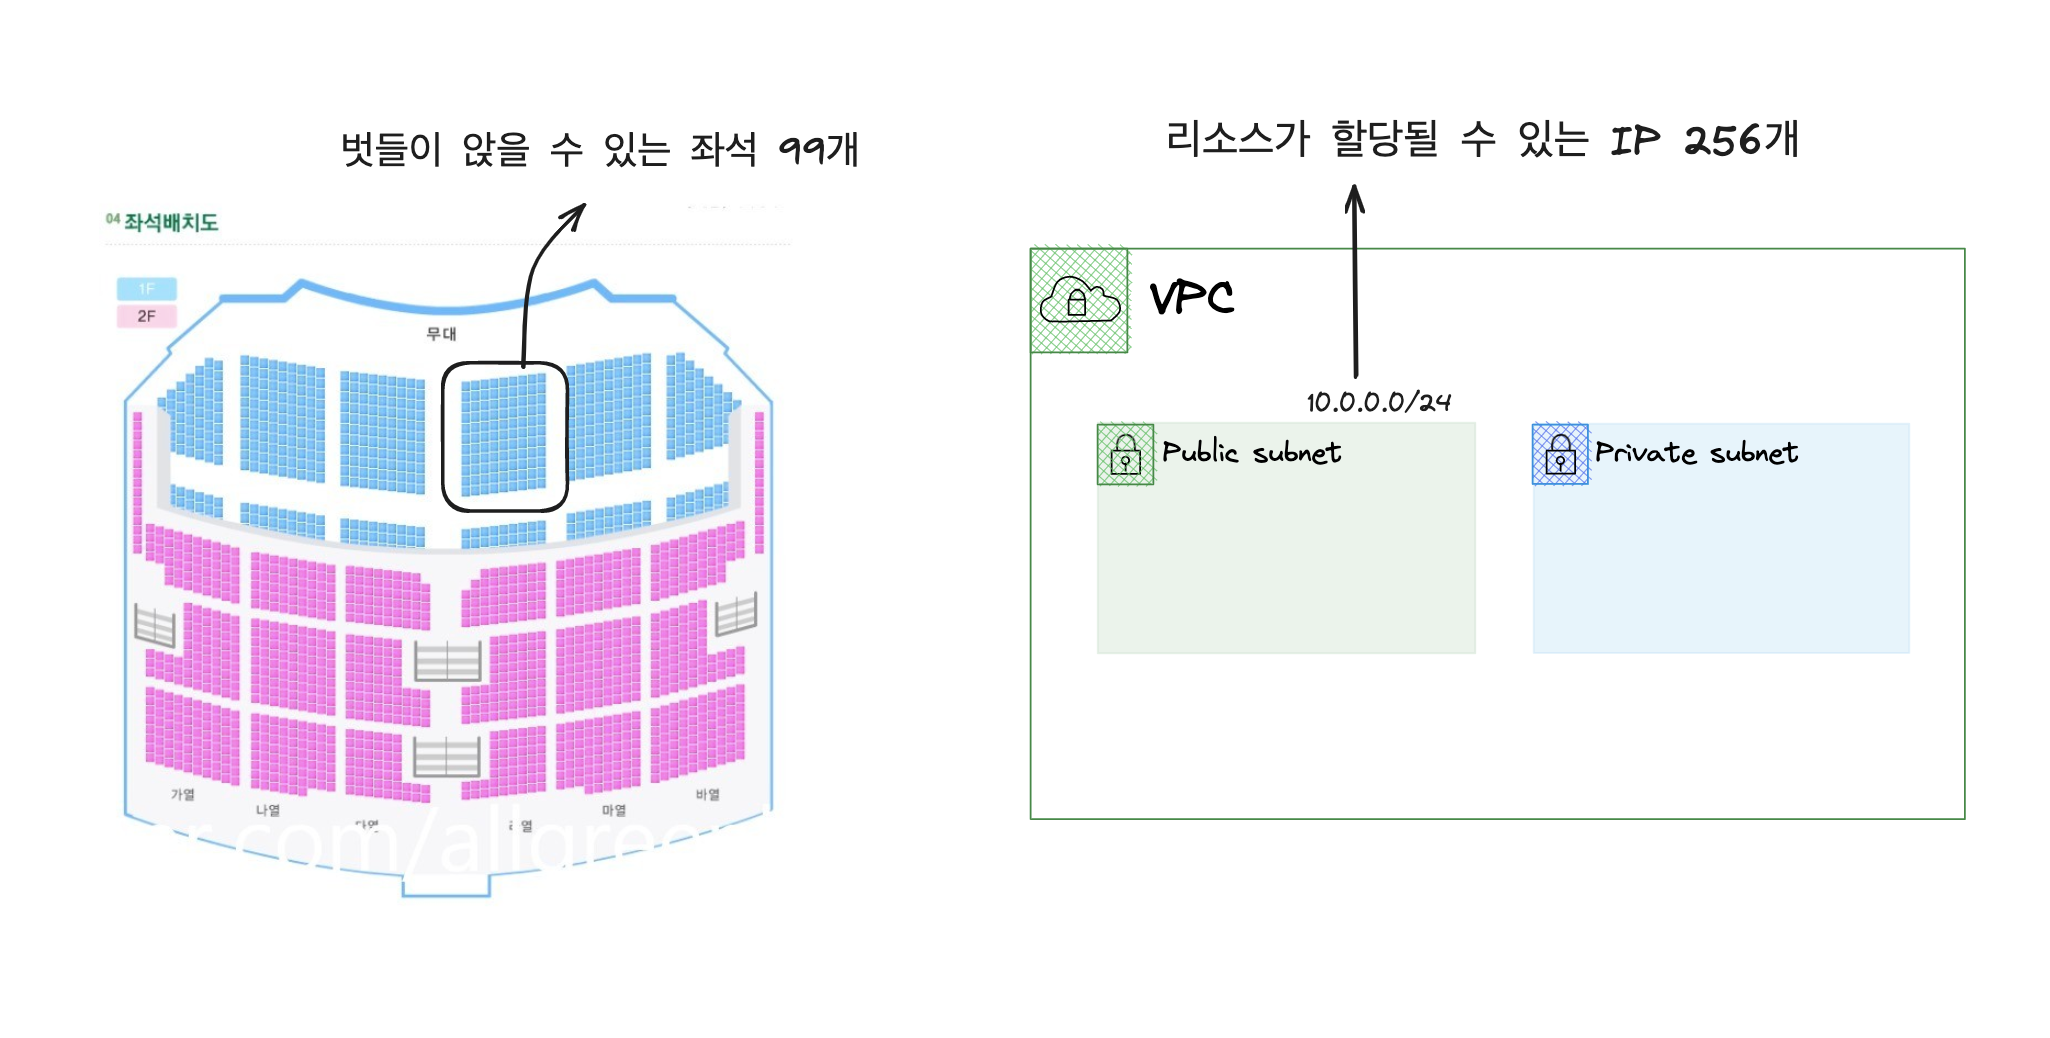 벗들이 앉을 수 있는 좌석 99개
04 좌석배치도
1F
2F
무대
가열
나열
다열
라열
마열
바열
er.com/allgree
리소스가 할당될 수 있는 IP 256개
VPC
10.0.0.0/24
Public subnet
Private subnet